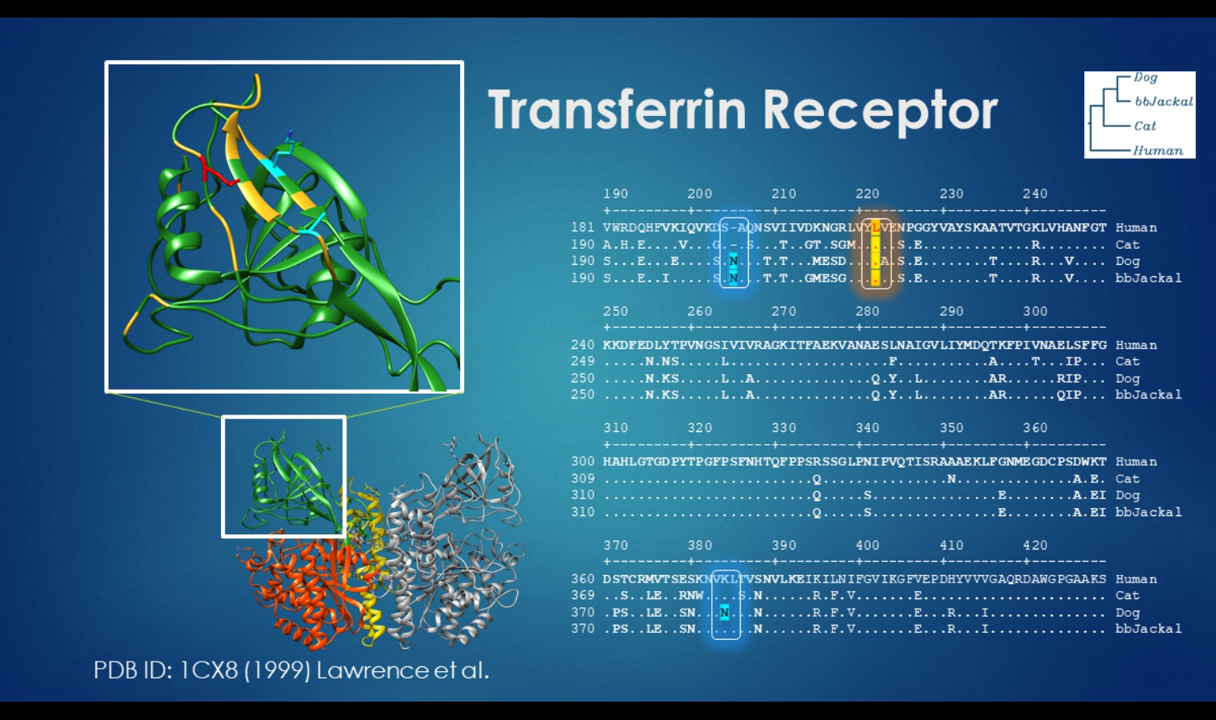 Transferrin Receptor
Dog
bbJackal
Cat
Human
190 200 210 220 230 240
+---------+---------+---------+---------+---------+---------
181 VWRDQHFVKIQVKDS-AQNSVIIVDKNGRLVYLVENPGGYVAYSKAATVTGKLVHANFGT Human
190 A.H.E....V...G.-.S...T..GT.SGM.....S.E.............R........ Cat
190 S...E...E....S.N...T.T...MESD.....A.S.E........T....R...V.... Dog
190 S...E..I.....S.N...T.T..GMESG.......S.E........T....R...V.... bbJackal
250 260 270 280 290 300
+---------+---------+---------+---------+---------+---------
240 KKDFEDLYTPVNGSIVIVRAGKITFAEKVANAESLNAIGVLIYMDQTKFPIVNAELSFFG Human
249 .....N.NS.....L...................F...........A....T...IP... Cat
250 .....N.KS.....L..A..............Q.Y..L........AR......RIP... Dog
250 .....N.KS.....L..A..............Q.Y..L........AR......QIP... bbJackal
310 320 330 340 350 360
+---------+---------+---------+---------+---------+---------
300 HAHLGTGDPYTPGFPSFNHTQFPPSRSSGLPNIPVQTISRAAAEKLFGNMEGDCPSDWKT Human
309 .........................Q...............N..............A.E. Cat
310 .........................Q.....S...............E........A.EI Dog
310 .........................Q.....S...............E........A.EI bbJackal
370 380 390 400 410 420
+---------+---------+---------+---------+---------+---------
360 DSTCRMVTSESKNVKLTVSNVLKEIKILNIFGVIKGFVEPDHYVVVGAQRDAWGPGAAKS Human
369 ..S..LE..RNW....S.N......R.F.V.......E...................... Cat
370 .PS..LE..SN...N...N......R.F.V.......E...R...I.............. Dog
370 .PS..LE..SN.......N......R.F.V.......E...R...I.............. bbJackal
PDB ID: 1CX8 (1999) Lawrence et al.